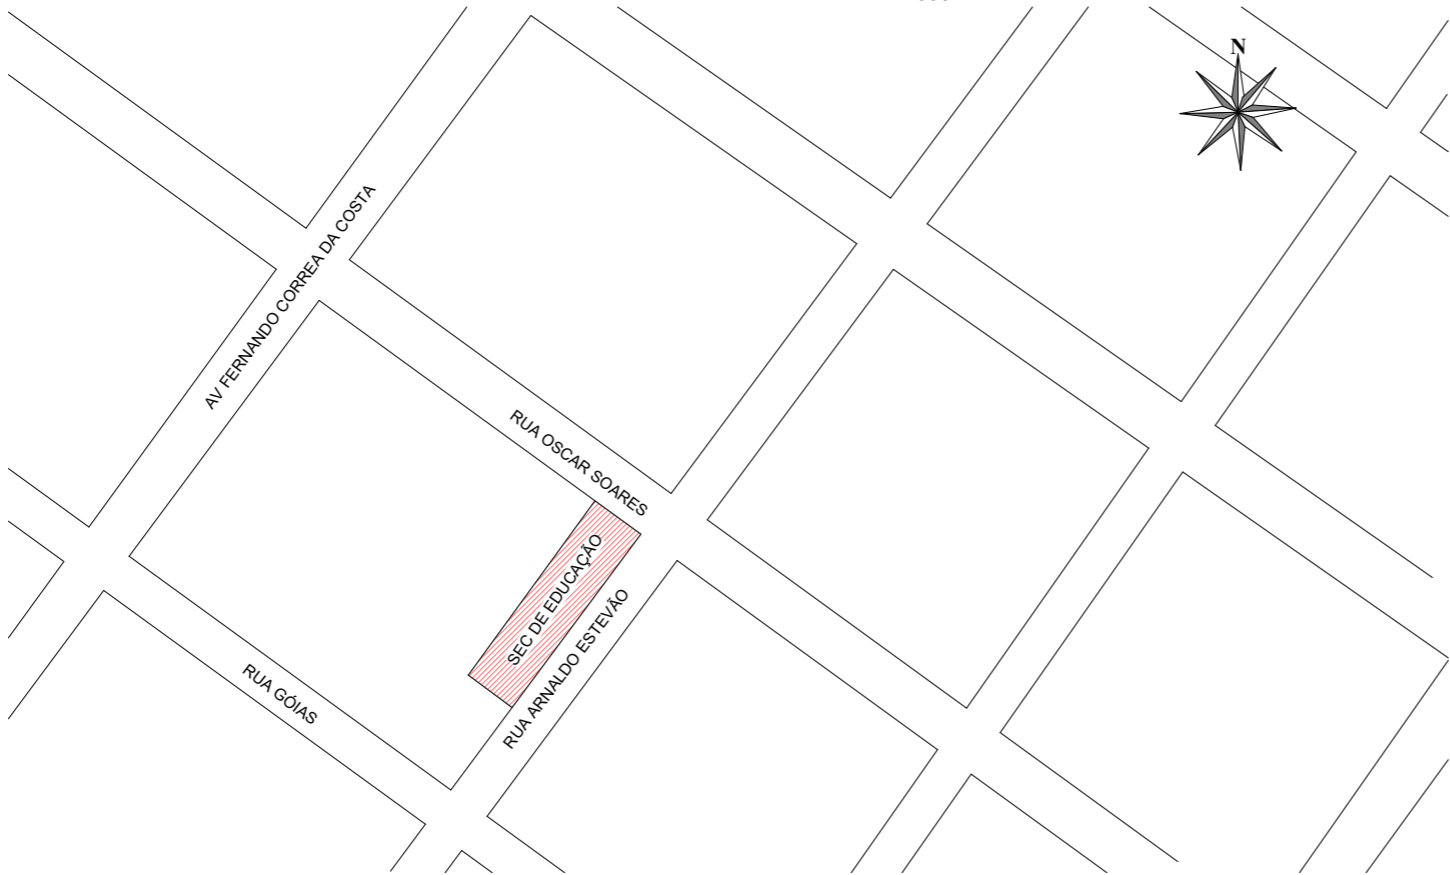 N
AV FERNANDO CORREA DA COSTA
RUA OSCAR SOARES
SEC DE EDUCAÇÃO
RUA ARNALDO ESTEVÃO
RUA GÓIAS